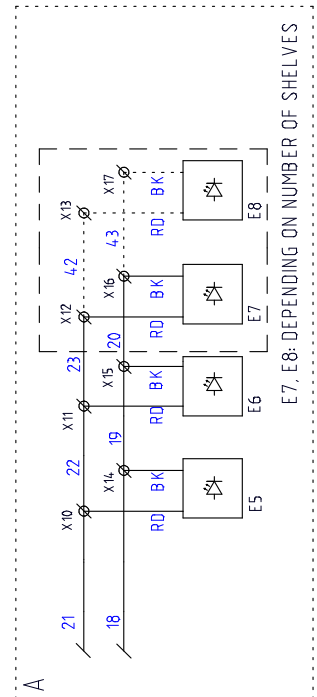 A
21
22
23
42
X10
X11
X12
X13
18
19
20
43
X14
X15
X16
X17
RD
BK
RD
BK
RD
BK
RD
BK
E5
E6
E7
E8
E7, E8: DEPENDING ON NUMBER OF SHELVES